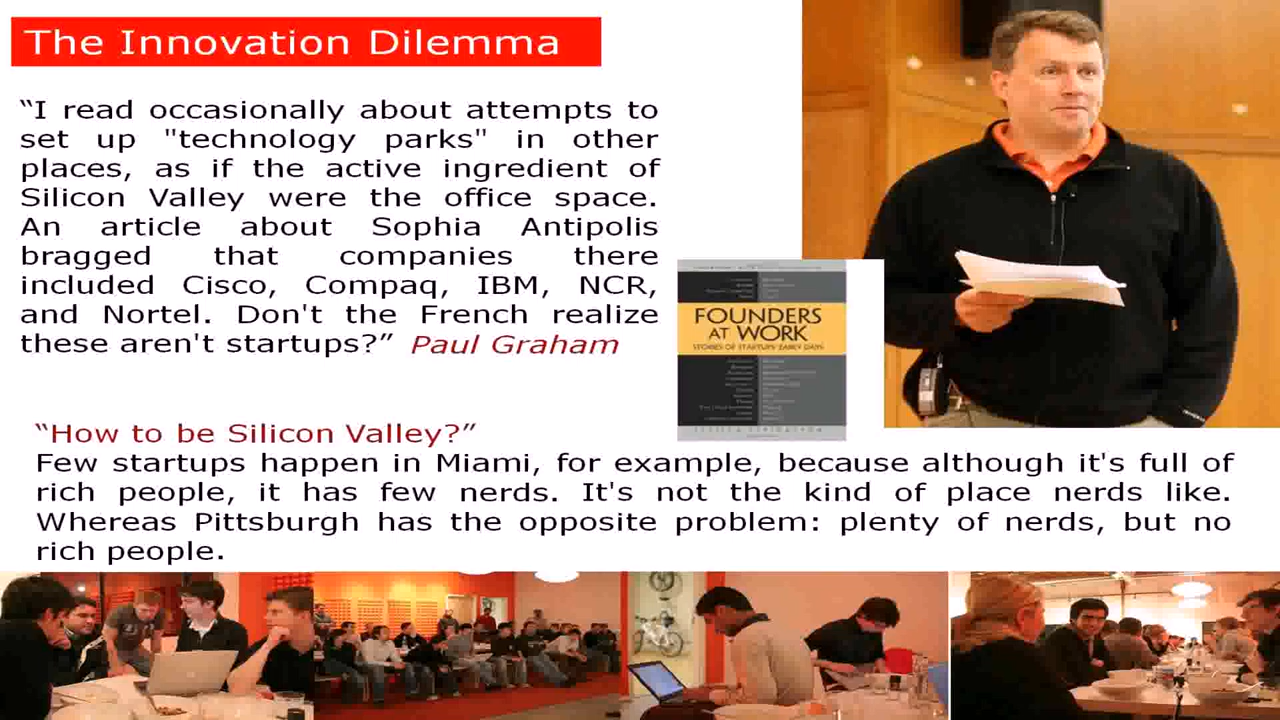 The Innovation Dilemma
“I read occasionally about attempts to
set up "technology parks" in other
places, as if the active ingredient of
Silicon Valley were the office space.
An article about Sophia Antipolis
bragged that companies there
included Cisco, Compaq, IBM, NCR,
and Nortel. Don't the French realize
these aren't startups?” Paul Graham
FOUNDERS
AT WORK
STORIES OF STARTUPS' EARLY DAYS
“How to be Silicon Valley?”
Few startups happen in Miami, for example, because although it's full of
rich people, it has few nerds. It's not the kind of place nerds like.
Whereas Pittsburgh has the opposite problem: plenty of nerds, but no
rich people.